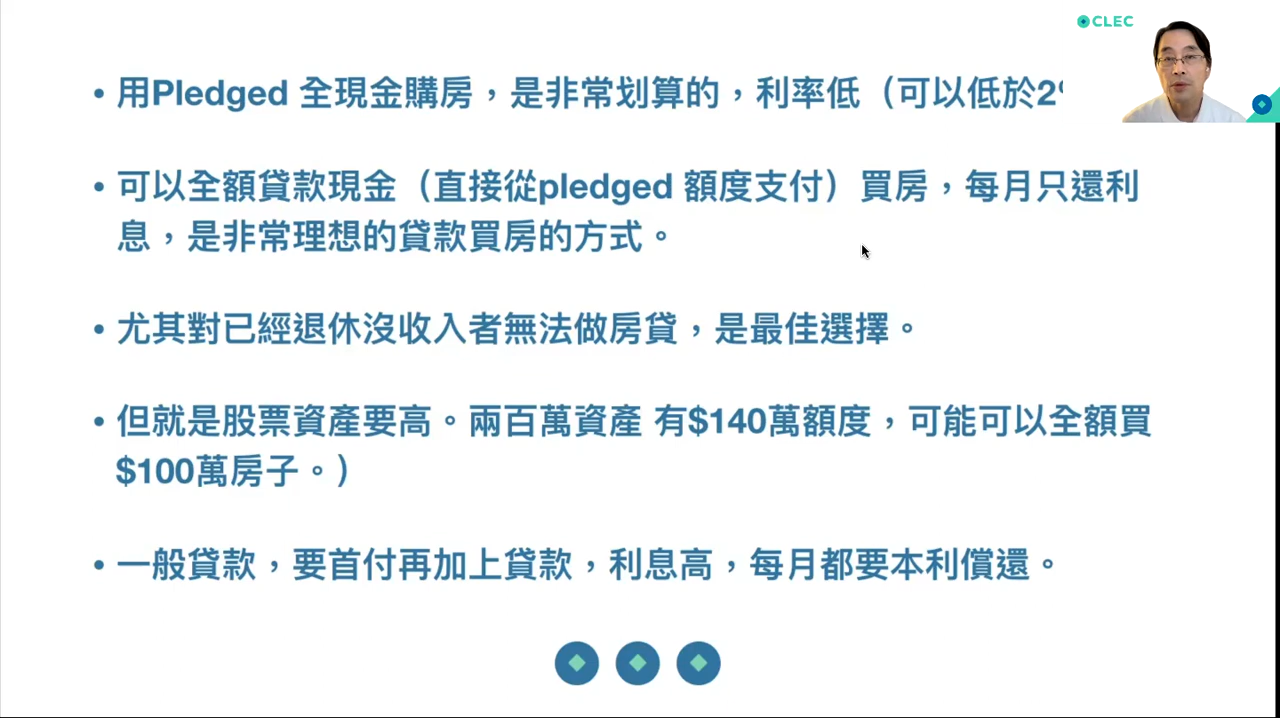 CLEC
• 用Pledged 全現金購房，是非常划算的，利率低（可以低於2
• 可以全額貸款現金（直接從pledged 額度支付）買房，每月只還利
息，是非常理想的貸款買房的方式。
• 尤其對已經退休沒收入者無法做房貸，是最佳選擇。
• 但就是股票資產要高。兩百萬資產 有$140萬額度，可能可以全額買
$100萬房子。）
• 一般貸款，要首付再加上貸款，利息高，每月都要本利償還。